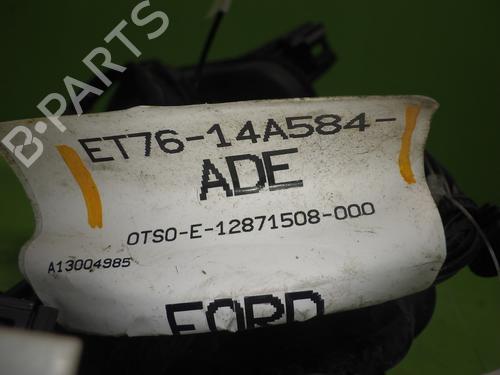 B-PARTS
ET76-14A584-
ADE
OTSO-E-12871508-000
A13004985
FORD